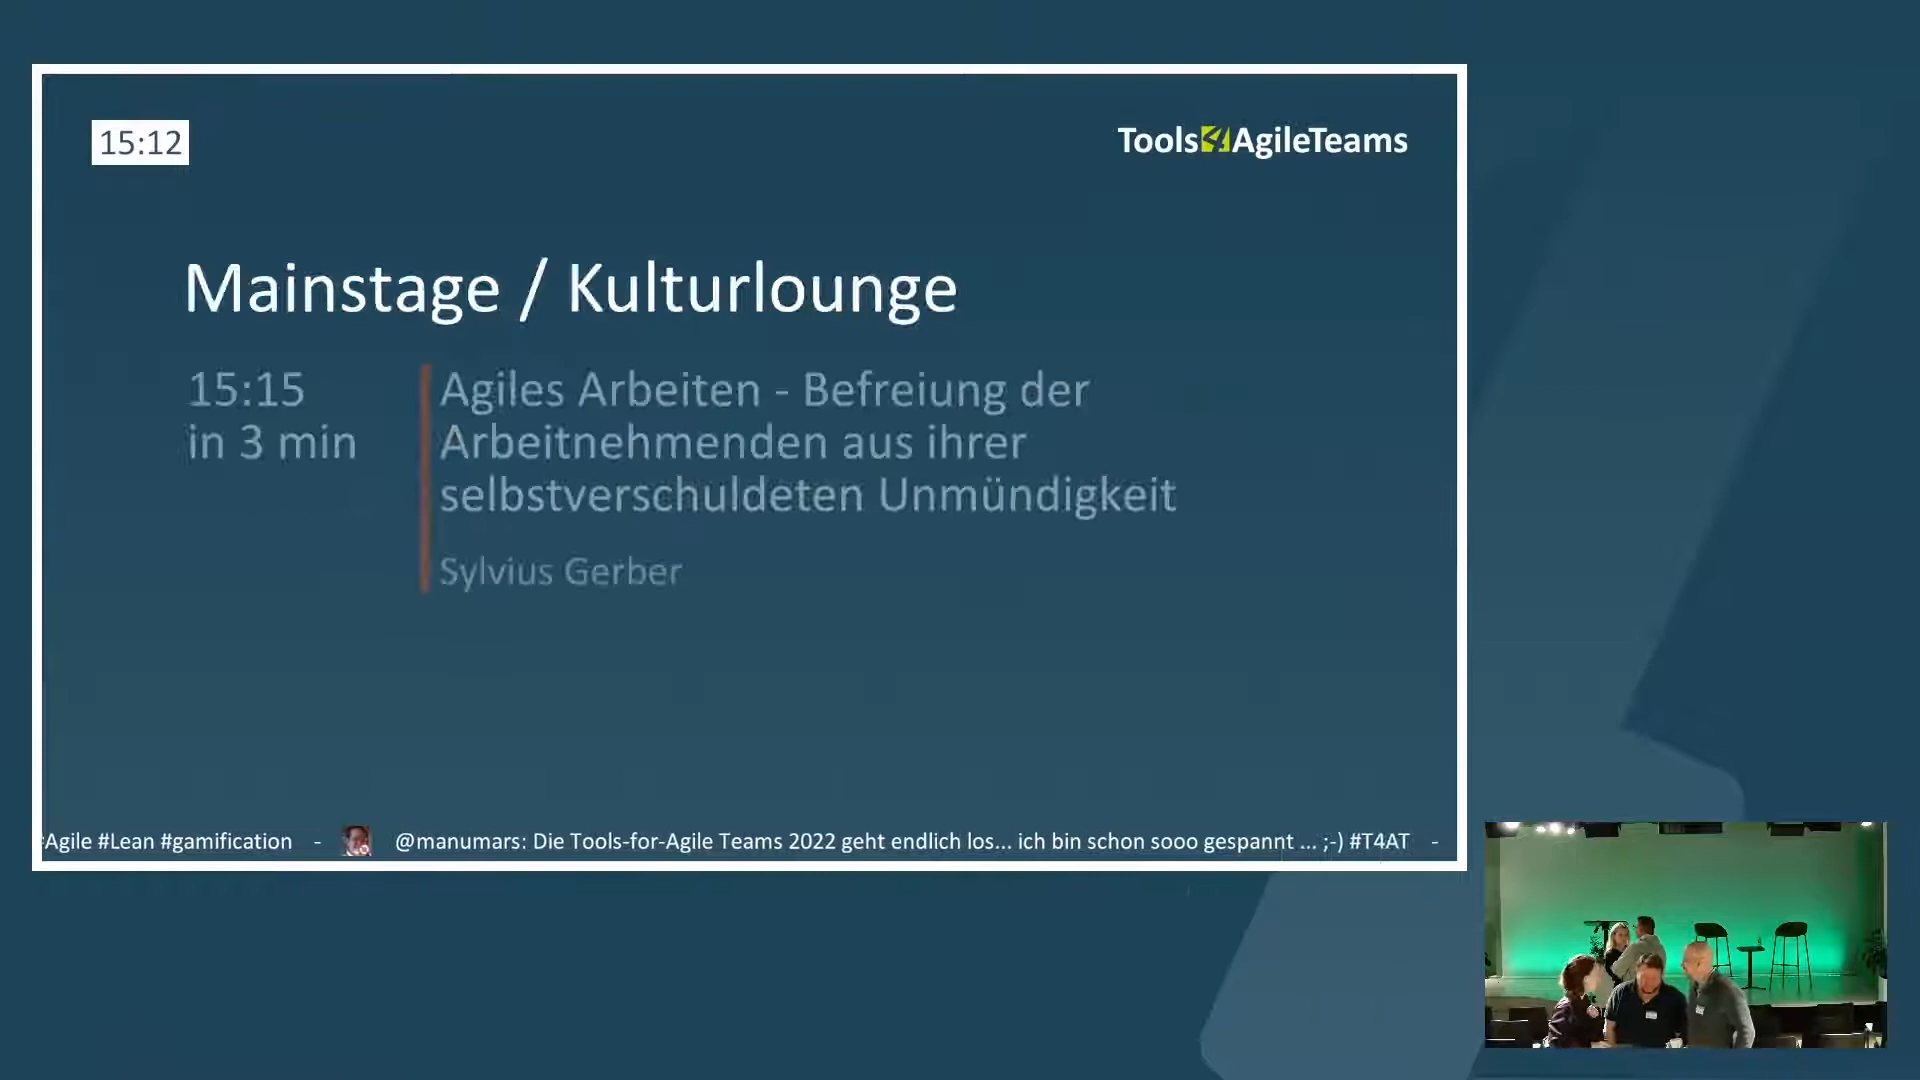 15:12
Tools4AgileTeams
Mainstage / Kulturlounge
15:15
in 3 min
Agiles Arbeiten - Befreiung der
Arbeitnehmenden aus ihrer
selbstverschuldeten Unmündigkeit
Sylvius Gerber
#Agile #Lean #gamification - @manumars: Die Tools-for-Agile Teams 2022 geht endlich los... ich bin schon sooo gespannt ... ;-) #T4AT -